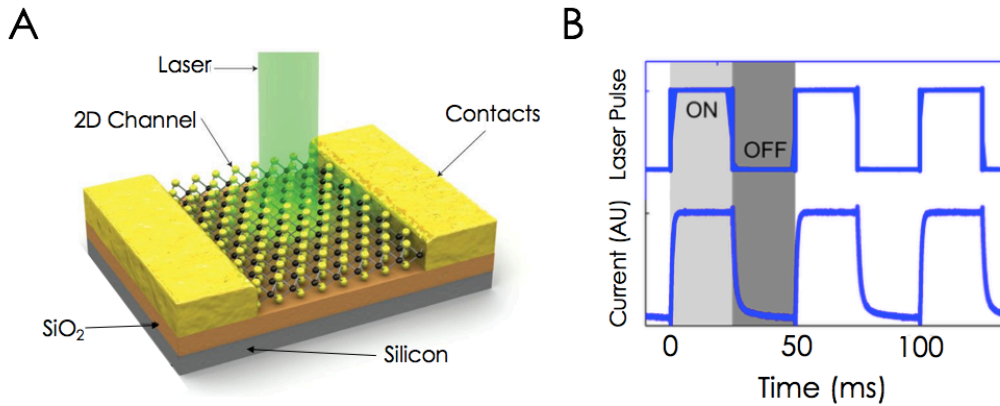 A
Laser
2D Channel
Contacts
SiO₂
Silicon
B
Laser Pulse
Current (AU)
ON
OFF
0
50
100
Time (ms)